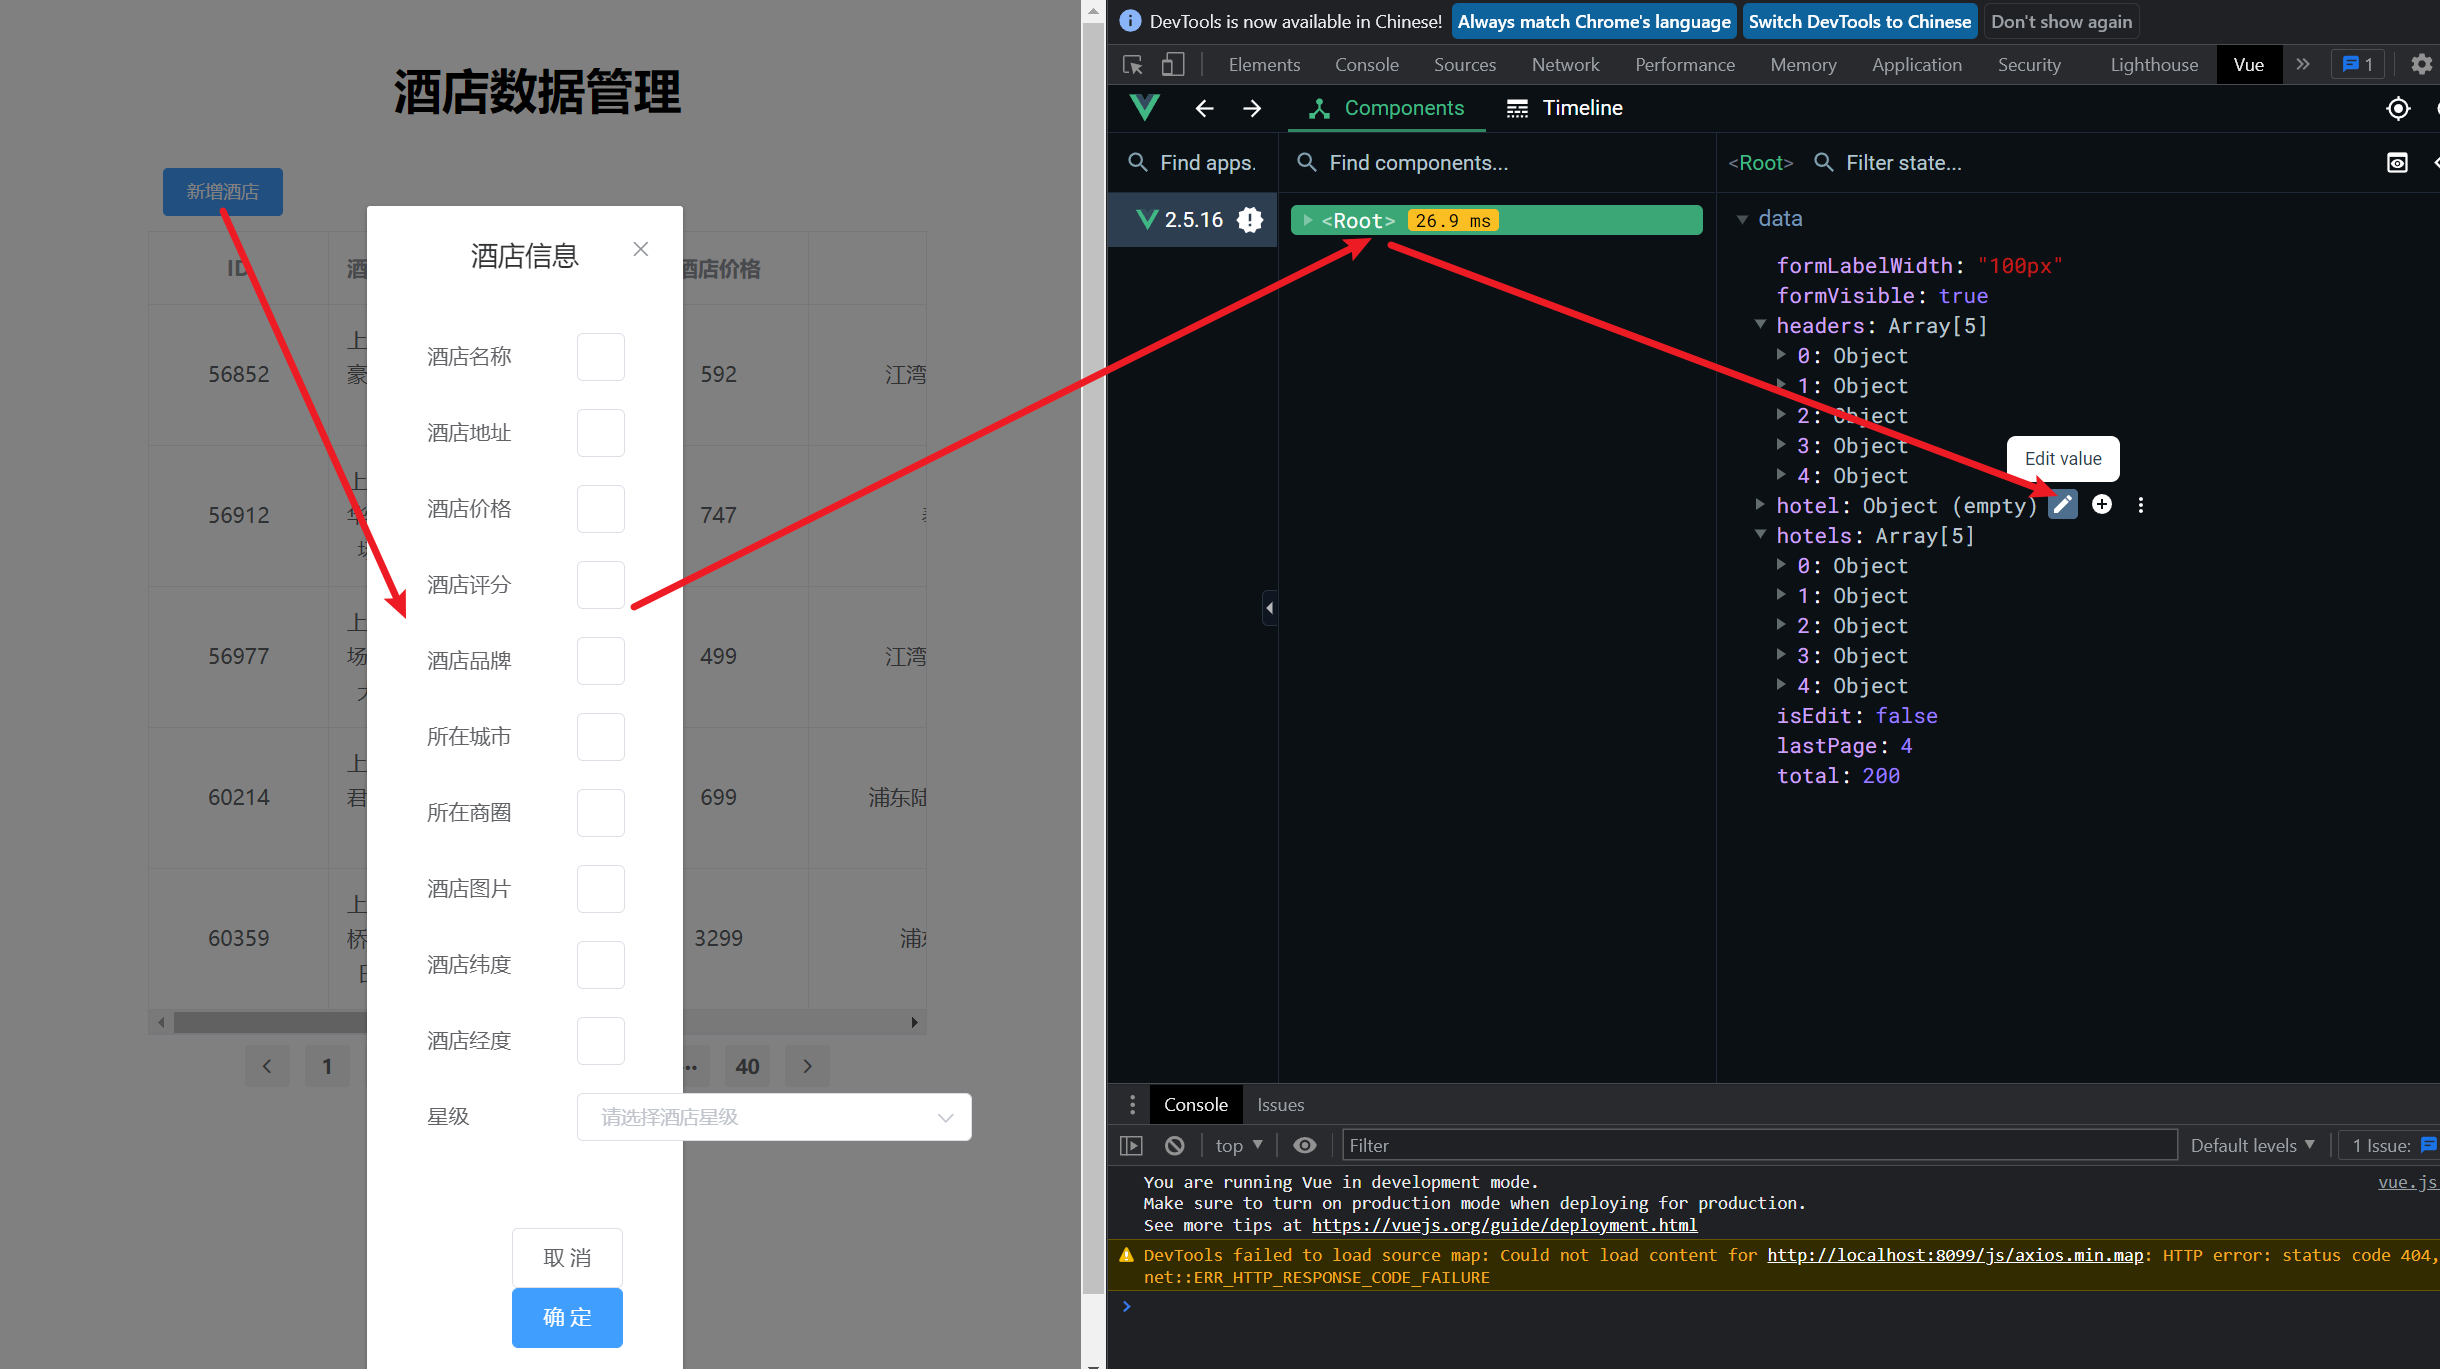 酒店数据管理
新增酒店
ID
酒店价格
56852
上
豪
592
江湾
56912
上
747
56977
上
场
499
江湾
60214
上
君
699
浦东陆
60359
上
桥
3299
1
40
酒店信息
酒店名称
酒店地址
酒店价格
酒店评分
酒店品牌
所在城市
所在商圈
酒店图片
酒店纬度
酒店经度
星级
请选择酒店星级
取 消
确 定
DevTools is now available in Chinese!
Always match Chrome's language
Switch DevTools to Chinese
Don't show again
Elements
Console
Sources
Network
Performance
Memory
Application
Security
Lighthouse
Vue
1
Components
Timeline
Find apps.
Find components...
<Root>
Filter state...
2.5.16
<Root>
26.9 ms
data
formLabelWidth: "100px"
formVisible: true
headers: Array[5]
0: Object
1: Object
2: Object
3: Object
4: Object
Edit value
hotel: Object (empty)
hotels: Array[5]
0: Object
1: Object
2: Object
3: Object
4: Object
isEdit: false
lastPage: 4
total: 200
Console
Issues
top
Filter
Default levels
1 Issue:
You are running Vue in development mode.
vue.js
Make sure to turn on production mode when deploying for production.
See more tips at https://vuejs.org/guide/deployment.html
DevTools failed to load source map: Could not load content for http://localhost:8099/js/axios.min.map: HTTP error: status code 404,
net::ERR_HTTP_RESPONSE_CODE_FAILURE